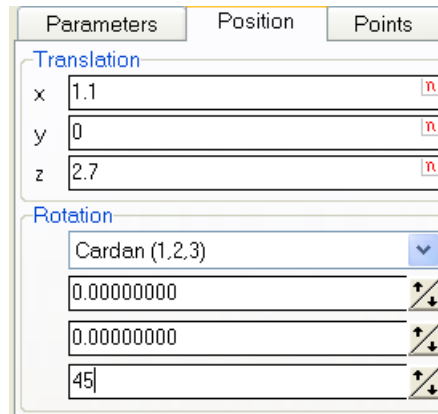 Parameters Position Points
Translation
x 1.1 n
y 0 n
z 2.7 n
Rotation
Cardan (1,2,3)
0.00000000
0.00000000
45